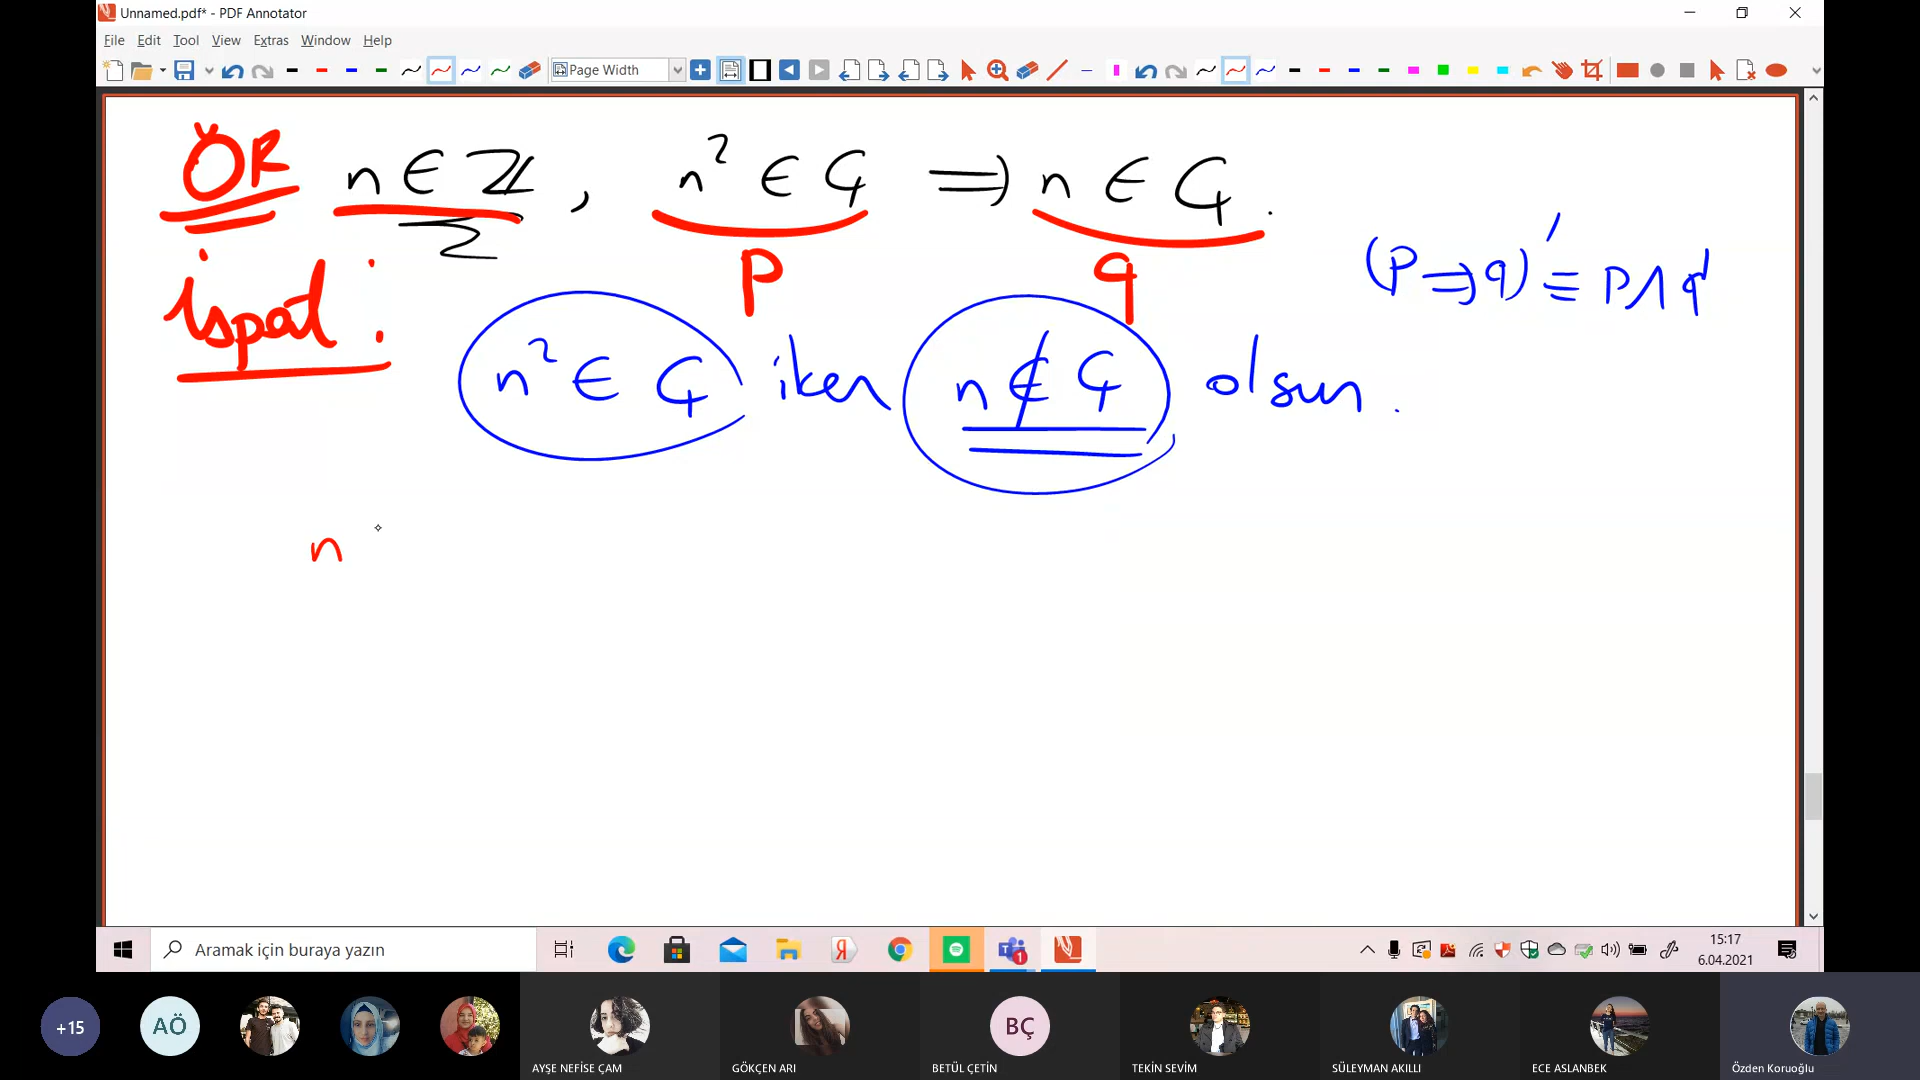 Unnamed.pdf* - PDF Annotator
File Edit Tool View Extras Window Help
Page Width
ÖR n ∈ ℤ, n² ∈ Ç ⟹ n ∈ Ç.
Z
p q
(p ⟹ q)' ≡ p ∧ q'
ispat:
n² ∈ Ç iken n ∉ Ç olsun.
n
Aramak için buraya yazın
1
15:17
6.04.2021
+15
AÖ
BÇ
AYŞE NEFİSE ÇAM
GÖKÇEN ARI
BETÜL ÇETİN
TEKİN SEVİM
SÜLEYMAN AKILLI
ECE ASLANBEK
Özden Koruoğlu